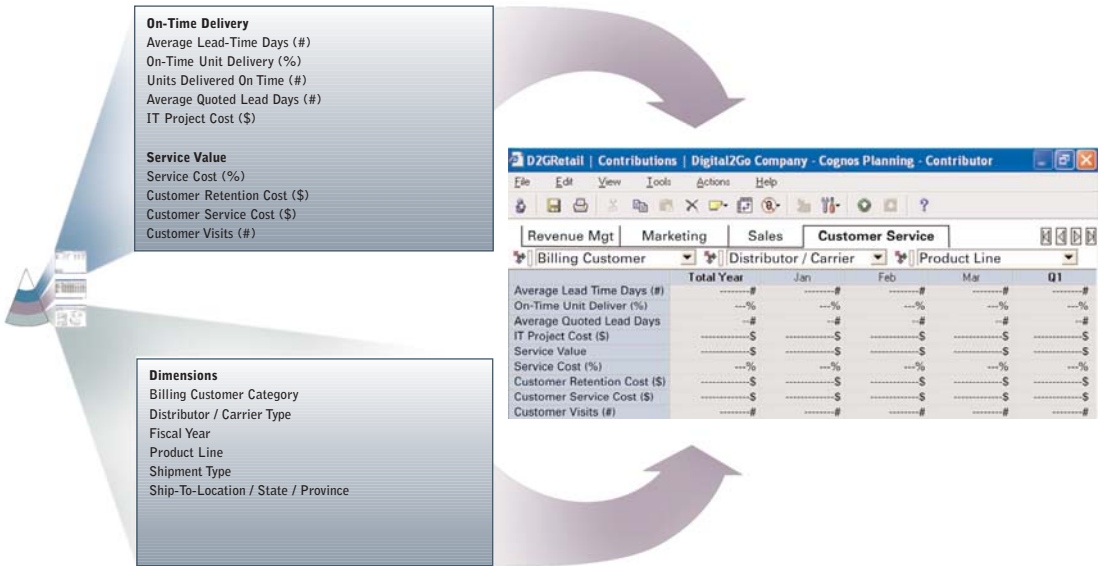 On-Time Delivery
Average Lead-Time Days (#)
On-Time Unit Delivery (%)
Units Delivered On Time (#)
Average Quoted Lead Days (#)
IT Project Cost ($)
Service Value
Service Cost (%)
Customer Retention Cost ($)
Customer Service Cost ($)
Customer Visits (#)
Dimensions
Billing Customer Category
Distributor / Carrier Type
Fiscal Year
Product Line
Shipment Type
Ship-To-Location / State / Province
D2GRetail | Contributions | Digital2Go Company - Cognos Planning - Contributor
File Edit View Tools Actions Help
Revenue Mgt Marketing Sales Customer Service
Billing Customer Distributor / Carrier Product Line
Total Year Jan Feb Mar Q1
Average Lead Time Days (#) --------# --------# --------# --------# --------#
On-Time Unit Deliver (%) ---% ---% ---% ---% ---%
Average Quoted Lead Days --# --# --# --# --#
IT Project Cost ($) ------------$ ------------$ ------------$ ------------$ ------------$
Service Value ------------$ ------------$ ------------$ ------------$ ------------$
Service Cost (%) ---% ---% ---% ---% ---%
Customer Retention Cost ($) ------------$ ------------$ ------------$ ------------$ ------------$
Customer Service Cost ($) ------------$ ------------$ ------------$ ------------$ ------------$
Customer Visits (#) --------# --------# --------# --------# --------#